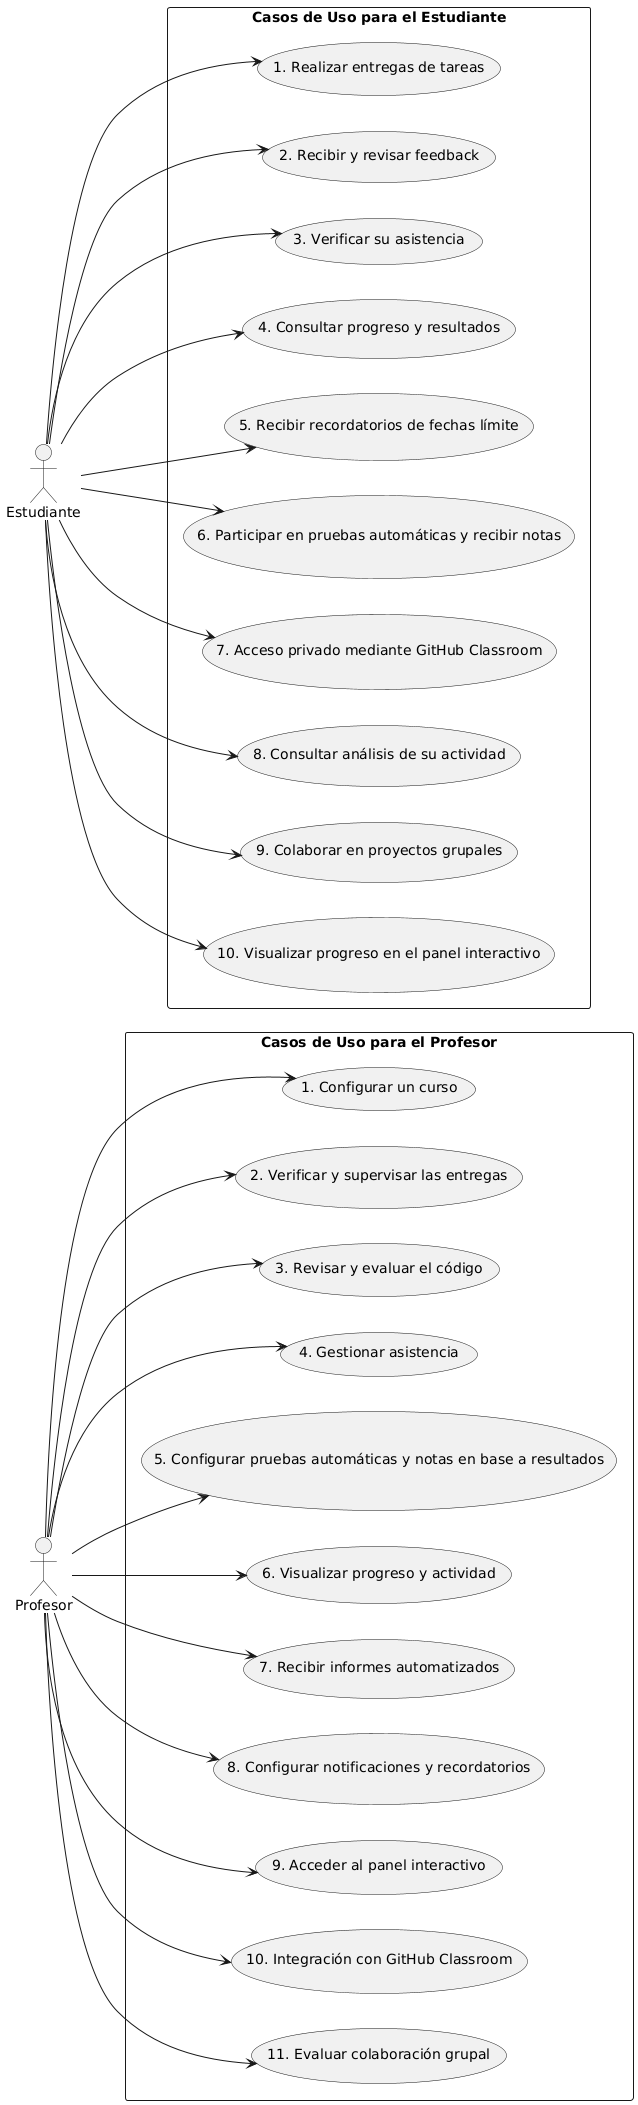 Casos de Uso para el Estudiante
1. Realizar entregas de tareas
2. Recibir y revisar feedback
3. Verificar su asistencia
4. Consultar progreso y resultados
5. Recibir recordatorios de fechas límite
Estudiante
6. Participar en pruebas automáticas y recibir notas
7. Acceso privado mediante GitHub Classroom
8. Consultar análisis de su actividad
9. Colaborar en proyectos grupales
10. Visualizar progreso en el panel interactivo
Casos de Uso para el Profesor
1. Configurar un curso
2. Verificar y supervisar las entregas
3. Revisar y evaluar el código
4. Gestionar asistencia
5. Configurar pruebas automáticas y notas en base a resultados
6. Visualizar progreso y actividad
Profesor
7. Recibir informes automatizados
8. Configurar notificaciones y recordatorios
9. Acceder al panel interactivo
10. Integración con GitHub Classroom
11. Evaluar colaboración grupal